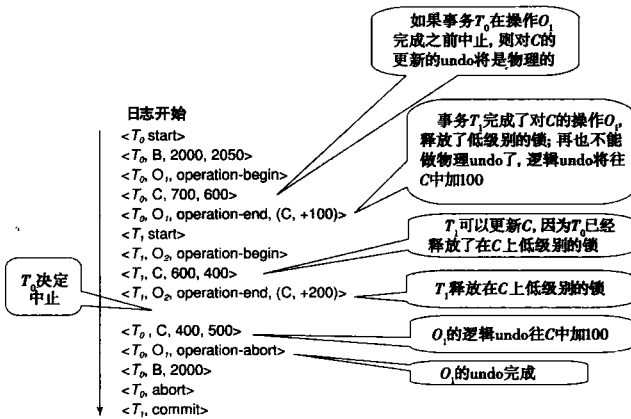 如果事务T₀在操作O₁
完成之前中止, 则对C的
更新的undo将是物理的
日志开始
<T₀ start>
<T₀, B, 2000, 2050>
<T₀, O₁, operation-begin>
<T₀, C, 700, 600>
<T₀, O₁, operation-end, (C, +100)>
<T₁ start>
<T₁, O₂, operation-begin>
<T₁, C, 600, 400>
<T₁, O₂, operation-end, (C, +200)>
<T₀, C, 400, 500>
<T₀, O₁, operation-abort>
<T₀, B, 2000>
<T₀, abort>
<T₁, commit>
事务T₁完成了对C的操作O₁,
释放了低级别的锁; 再也不能
做物理undo了, 逻辑undo将往
C中加100
T₁可以更新C, 因为T₀已经
释放了在C上低级别的锁
T₀决定
中止
T₁释放在C上低级别的锁
O₁的逻辑undo往C中加100
O₁的undo完成